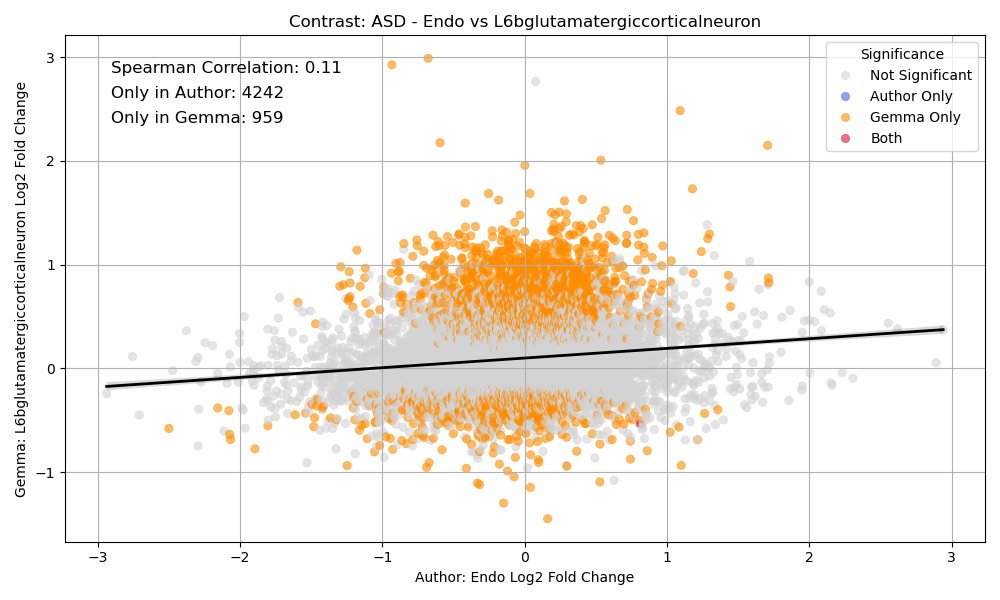 Contrast: ASD - Endo vs L6bglutamatergiccorticalneuron
Spearman Correlation: 0.11
Only in Author: 4242
Only in Gemma: 959
Significance
Not Significant
Author Only
Gemma Only
Both
Gemma: L6bglutamatergiccorticalneuron Log2 Fold Change
3
2
1
0
−1
−3
−2
−1
0
1
2
3
Author: Endo Log2 Fold Change